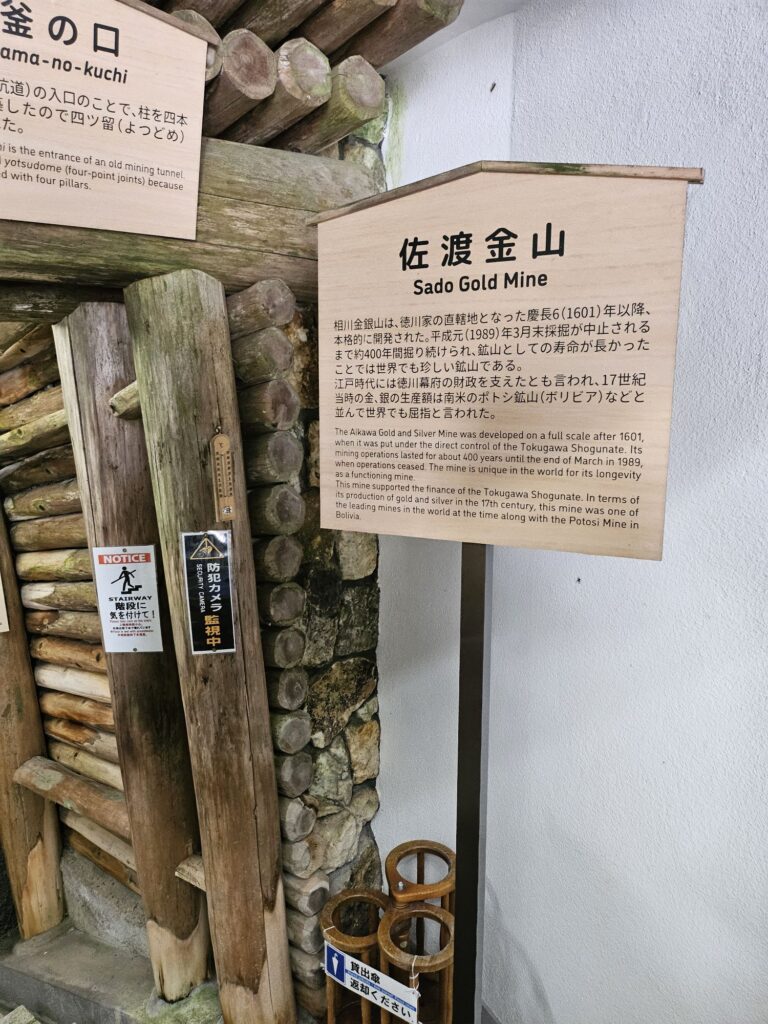 釜の口
ama-no-kuchi
坑道)の入口のことで、柱を四本
したので四ツ留(よつどめ)
た。
is the entrance of an old mining tunnel.
yotsudome (four-point joints) because
ed with four pillars.
佐渡金山
Sado Gold Mine
相川金銀山は、徳川家の直轄地となった慶長6(1601)年以降、
本格的に開発された。平成元(1989)年3月末採掘が中止される
まで約400年間掘り続けられ、鉱山としての寿命が長かった
ことでは世界でも珍しい鉱山である。
江戸時代には徳川幕府の財政を支えたとも言われ、17世紀
当時の金、銀の生産額は南米のポトシ鉱山(ボリビア)などと
並んで世界でも屈指と言われた。
The Aikawa Gold and Silver Mine was developed on a full scale after 1601,
when it was put under the direct control of the Tokugawa Shogunate. Its
mining operations lasted for about 400 years until the end of March in 1989,
when operations ceased. The mine is unique in the world for its longevity
as a functioning mine.
This mine supported the finance of the Tokugawa Shogunate. In terms of
its production of gold and silver in the 17th century, this mine was one of
the leading mines in the world at the time along with the Potosi Mine in
Bolivia.
NOTICE
STAIRWAY
階段に
気を付けて!
防犯カメラ
監視中
SECURITY CAMERA
貸出傘
返却ください